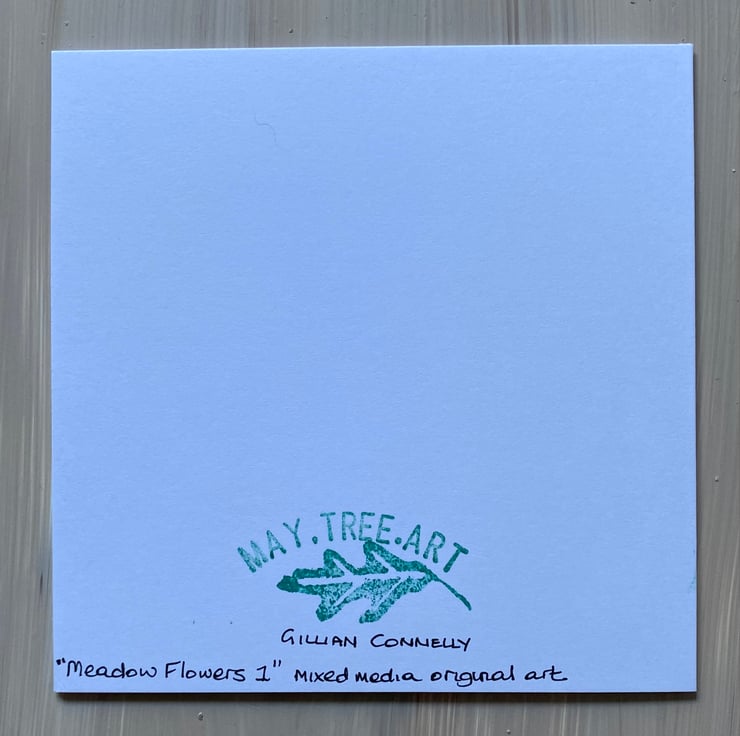 MAY.TREE.ART
GILLIAN CONNELLY
"Meadow Flowers 1" Mixed media original art.